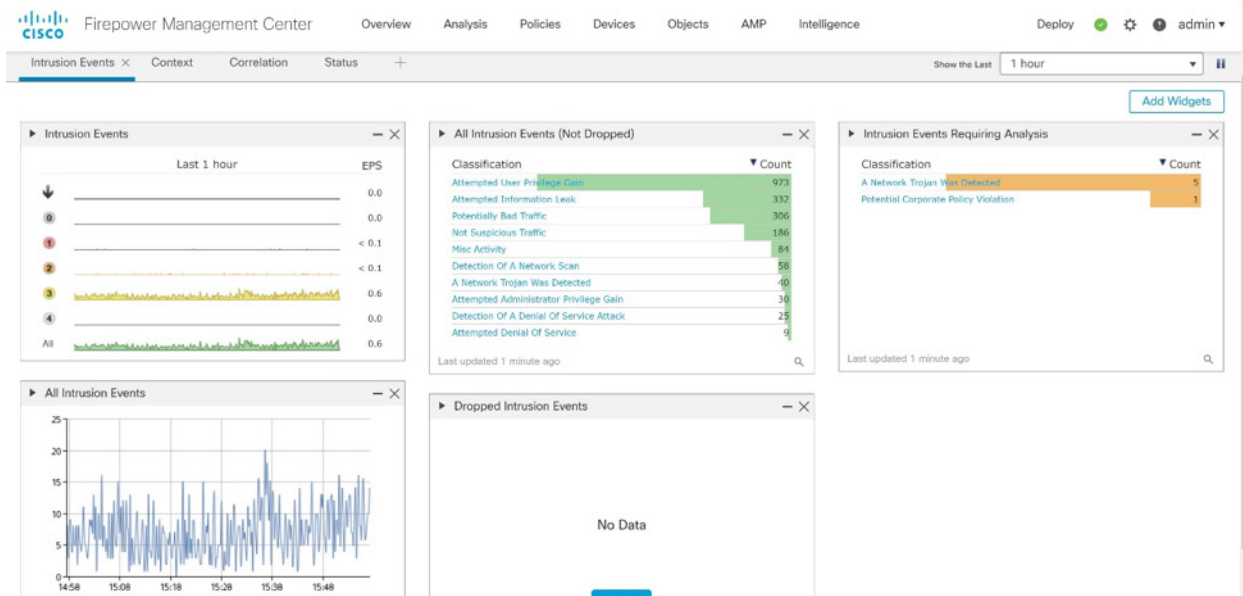 cisco Firepower Management Center Overview Analysis Policies Devices Objects AMP Intelligence Deploy admin
Intrusion Events × Context Correlation Status + Show the Last 1 hour
Add Widgets
Intrusion Events
Last 1 hour EPS
0.0
0 0.0
1 < 0.1
2 < 0.1
3 0.6
4 0.0
All 0.6
All Intrusion Events (Not Dropped)
Classification Count
Attempted User Privilege Gain 973
Attempted Information Leak 332
Potentially Bad Traffic 306
Not Suspicious Traffic 186
Misc Activity 84
Detection Of A Network Scan 58
A Network Trojan Was Detected 40
Attempted Administrator Privilege Gain 30
Detection Of A Denial Of Service Attack 25
Attempted Denial Of Service 9
Last updated 1 minute ago
Intrusion Events Requiring Analysis
Classification Count
A Network Trojan Was Detected 5
Potential Corporate Policy Violation 1
Last updated 1 minute ago
All Intrusion Events
25
20
15
10
5
0
14:58 15:08 15:18 15:28 15:38 15:48
Dropped Intrusion Events
No Data